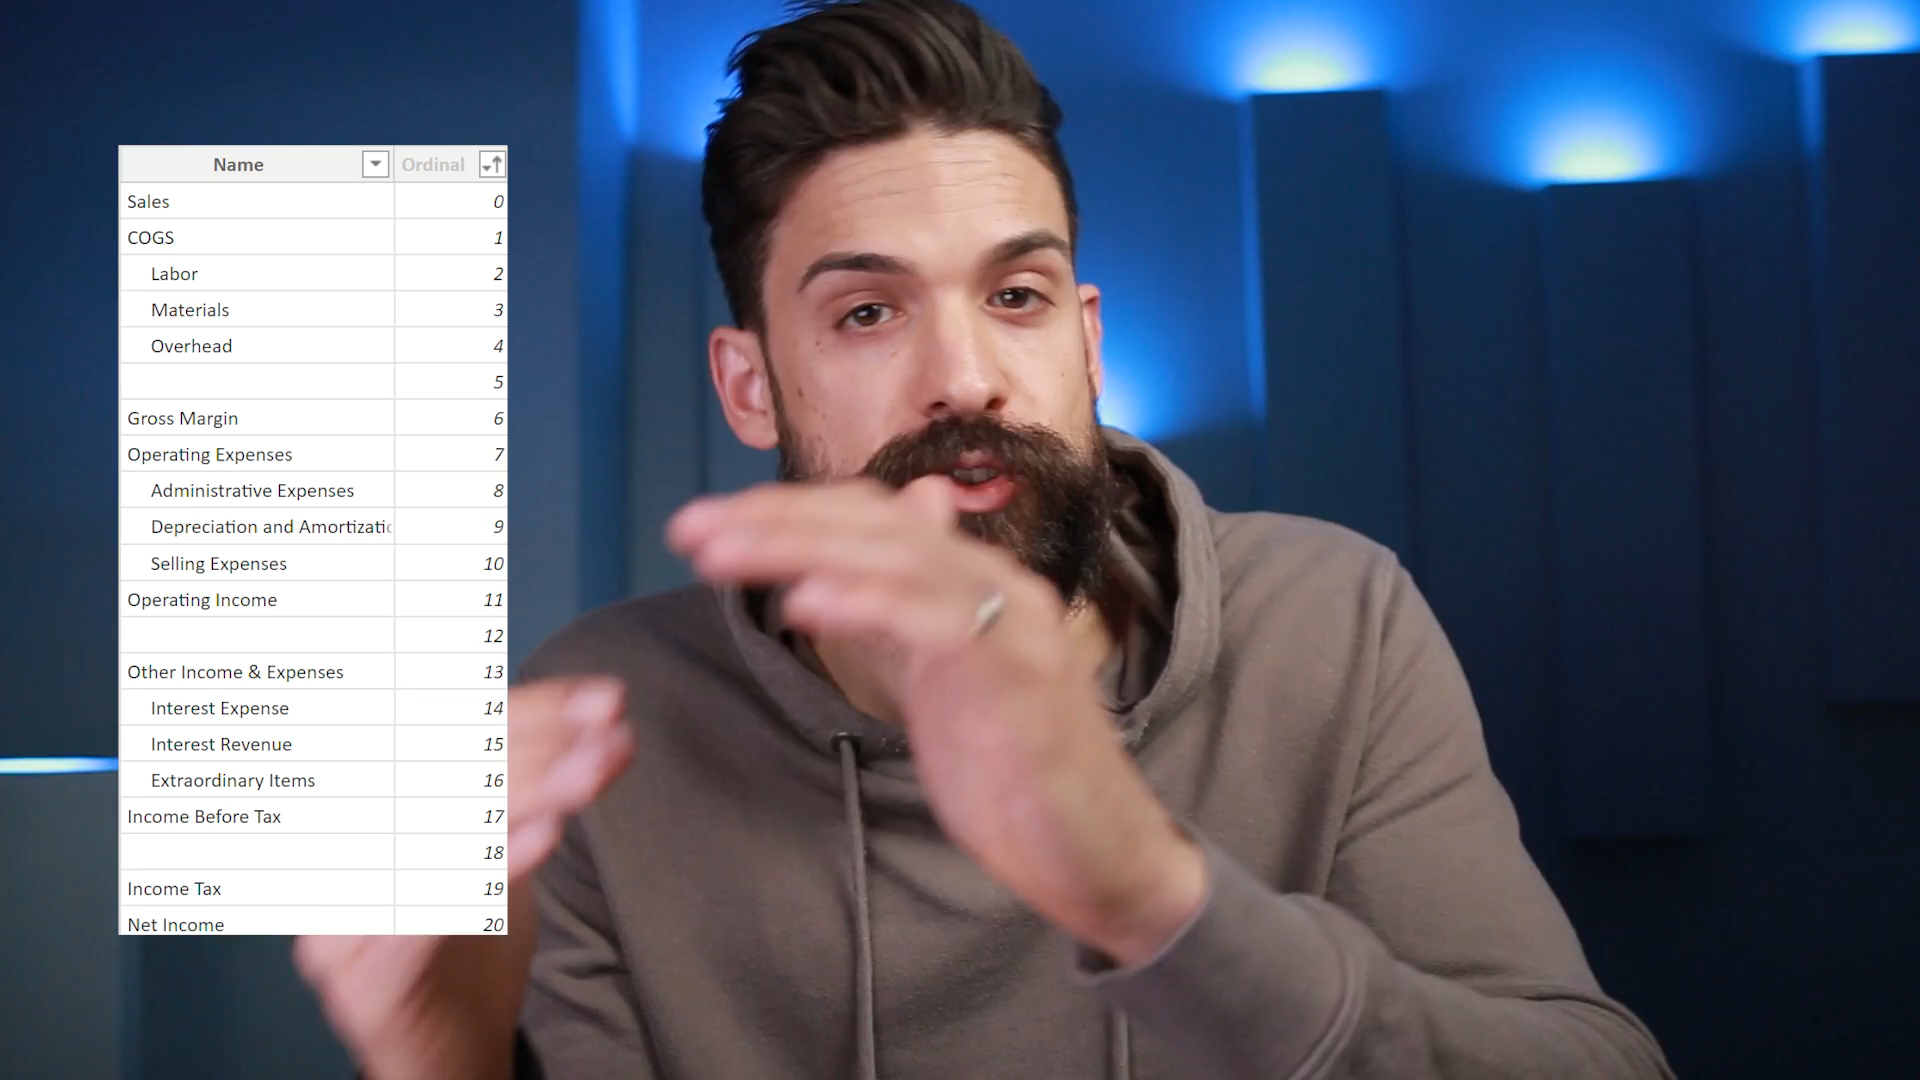 Name Ordinal
Sales 0
COGS 1
Labor 2
Materials 3
Overhead 4
5
Gross Margin 6
Operating Expenses 7
Administrative Expenses 8
Depreciation and Amortizatic 9
Selling Expenses 10
Operating Income 11
12
Other Income & Expenses 13
Interest Expense 14
Interest Revenue 15
Extraordinary Items 16
Income Before Tax 17
18
Income Tax 19
Net Income 20